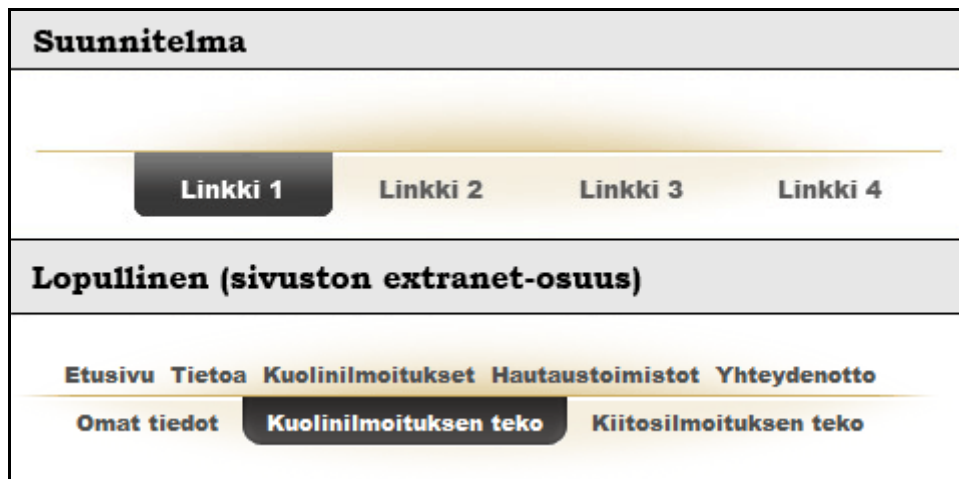 Suunnitelma
Linkki 1 Linkki 2 Linkki 3 Linkki 4
Lopullinen (sivuston extranet-osuus)
Etusivu Tietoa Kuolinilmoitukset Hautaustoimistot Yhteydenotto
Omat tiedot Kuolinilmoituksen teko Kiitosilmoituksen teko